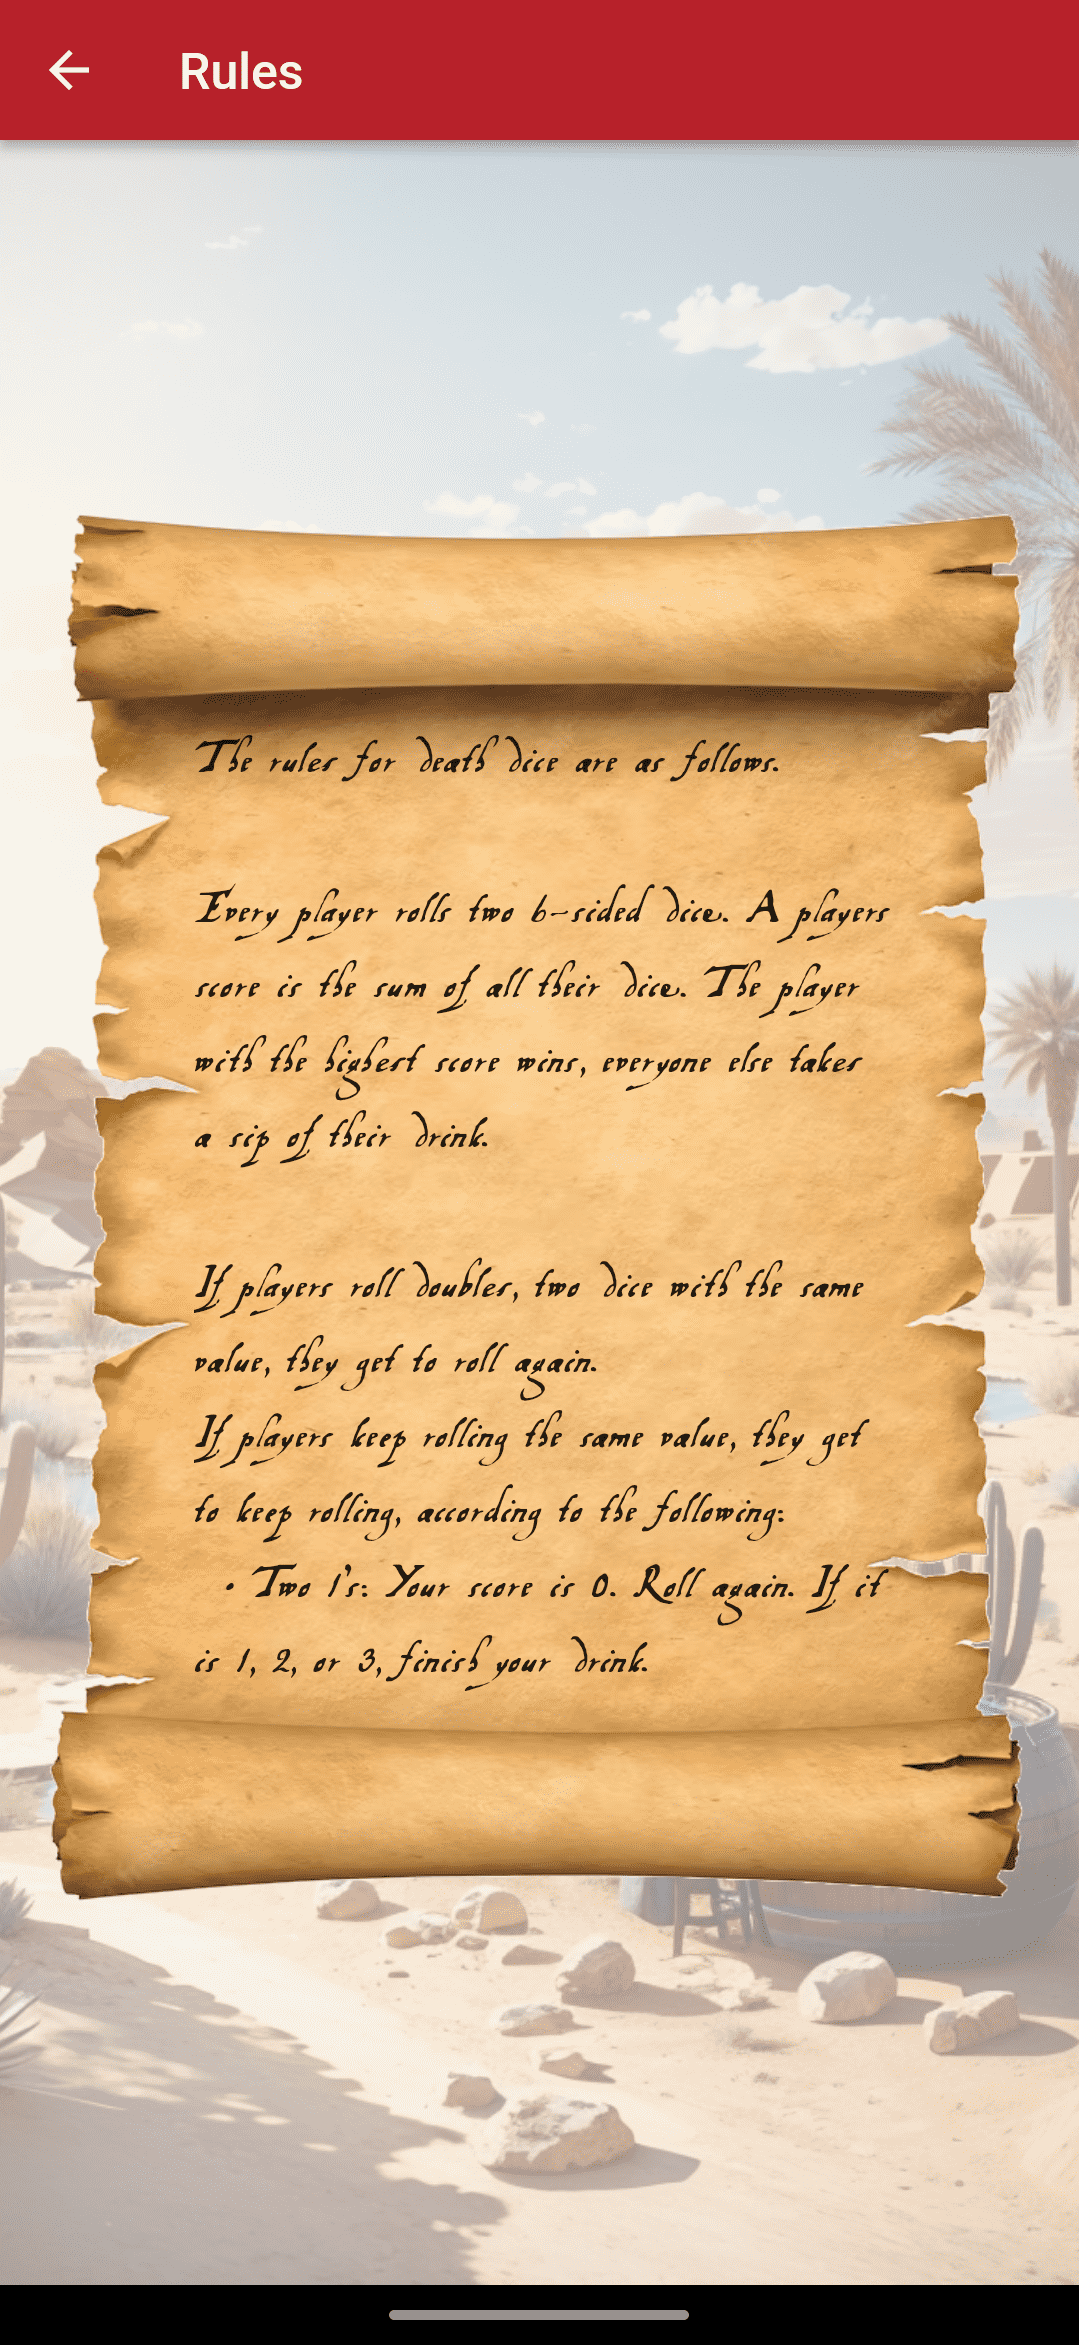 Rules
The rules for death dice are as follows.
Every player rolls two 6-sided dice. A players
score is the sum of all their dice. The player
with the highest score wins, everyone else takes
a sip of their drink.
If players roll doubles, two dice with the same
value, they get to roll again.
If players keep rolling the same value, they get
to keep rolling, according to the following:
• Two 1's: Your score is 0. Roll again. If it
is 1, 2, or 3, finish your drink.